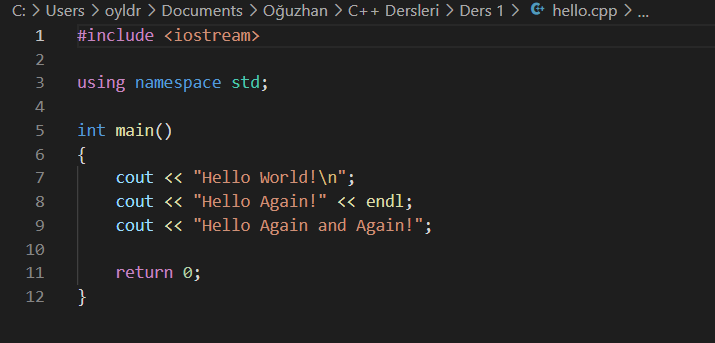 C: > Users > oyldr > Documents > Oğuzhan > C++ Dersleri > Ders 1 > hello.cpp > ...
1 #include <iostream>
2
3 using namespace std;
4
5 int main()
6 {
7     cout << "Hello World!\n";
8     cout << "Hello Again!" << endl;
9     cout << "Hello Again and Again!";
10
11     return 0;
12 }